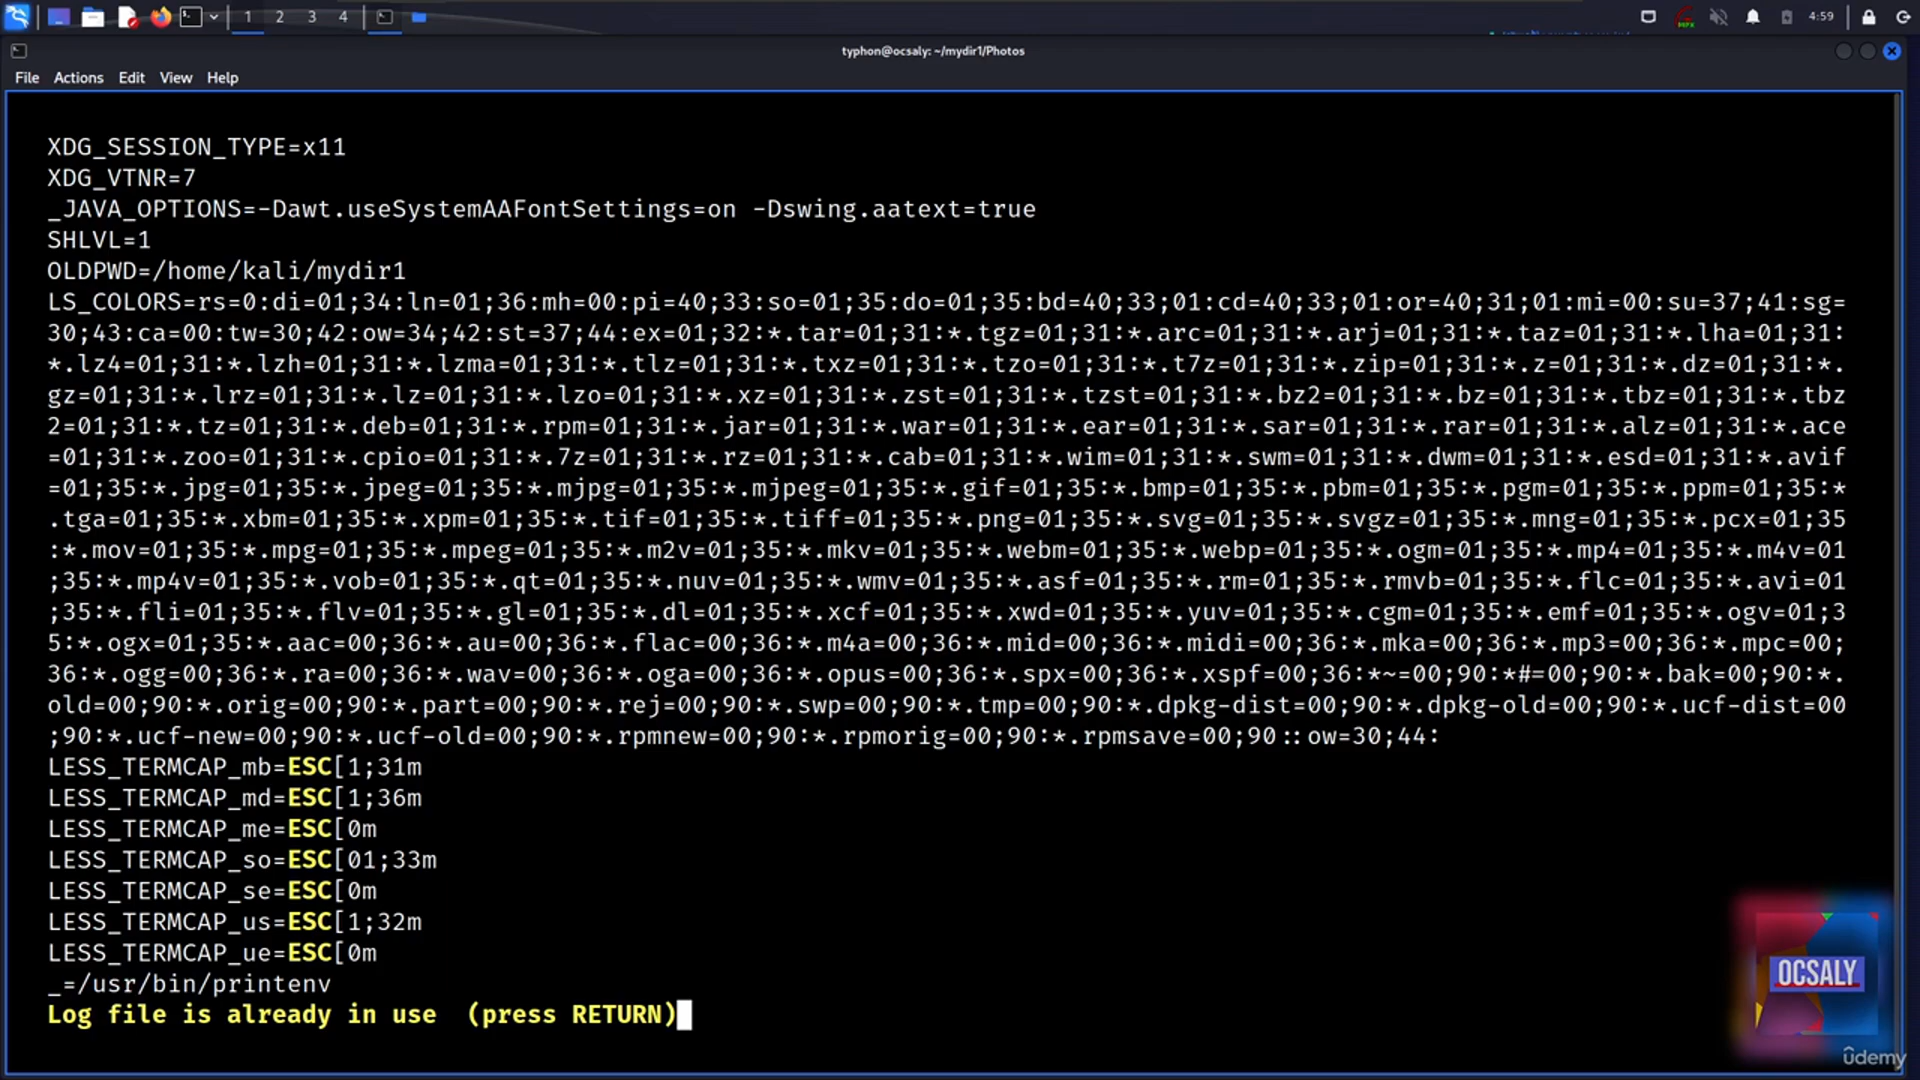 1 2 3 4
4:59
typhon@ocsaly: ~/mydir1/Photos
File Actions Edit View Help
XDG_SESSION_TYPE=x11
XDG_VTNR=7
_JAVA_OPTIONS=-Dawt.useSystemAAFontSettings=on -Dswing.aatext=true
SHLVL=1
OLDPWD=/home/kali/mydir1
LS_COLORS=rs=0:di=01;34:ln=01;36:mh=00:pi=40;33:so=01;35:do=01;35:bd=40;33;01:cd=40;33;01:or=40;31;01:mi=00:su=37;41:sg=
30;43:ca=00:tw=30;42:ow=34;42:st=37;44:ex=01;32:*.tar=01;31:*.tgz=01;31:*.arc=01;31:*.arj=01;31:*.taz=01;31:*.lha=01;31:
*.lz4=01;31:*.lzh=01;31:*.lzma=01;31:*.tlz=01;31:*.txz=01;31:*.tzo=01;31:*.t7z=01;31:*.zip=01;31:*.z=01;31:*.dz=01;31:*.
gz=01;31:*.lrz=01;31:*.lz=01;31:*.lzo=01;31:*.xz=01;31:*.zst=01;31:*.tzst=01;31:*.bz2=01;31:*.bz=01;31:*.tbz=01;31:*.tbz
2=01;31:*.tz=01;31:*.deb=01;31:*.rpm=01;31:*.jar=01;31:*.war=01;31:*.ear=01;31:*.sar=01;31:*.rar=01;31:*.alz=01;31:*.ace
=01;31:*.zoo=01;31:*.cpio=01;31:*.7z=01;31:*.rz=01;31:*.cab=01;31:*.wim=01;31:*.swm=01;31:*.dwm=01;31:*.esd=01;31:*.avif
=01;35:*.jpg=01;35:*.jpeg=01;35:*.mjpg=01;35:*.mjpeg=01;35:*.gif=01;35:*.bmp=01;35:*.pbm=01;35:*.pgm=01;35:*.ppm=01;35:*
.tga=01;35:*.xbm=01;35:*.xpm=01;35:*.tif=01;35:*.tiff=01;35:*.png=01;35:*.svg=01;35:*.svgz=01;35:*.mng=01;35:*.pcx=01;35
:*.mov=01;35:*.mpg=01;35:*.mpeg=01;35:*.m2v=01;35:*.mkv=01;35:*.webm=01;35:*.webp=01;35:*.ogm=01;35:*.mp4=01;35:*.m4v=01
;35:*.mp4v=01;35:*.vob=01;35:*.qt=01;35:*.nuv=01;35:*.wmv=01;35:*.asf=01;35:*.rm=01;35:*.rmvb=01;35:*.flc=01;35:*.avi=01
;35:*.fli=01;35:*.flv=01;35:*.gl=01;35:*.dl=01;35:*.xcf=01;35:*.xwd=01;35:*.yuv=01;35:*.cgm=01;35:*.emf=01;35:*.ogv=01;3
5:*.ogx=01;35:*.aac=00;36:*.au=00;36:*.flac=00;36:*.m4a=00;36:*.mid=00;36:*.midi=00;36:*.mka=00;36:*.mp3=00;36:*.mpc=00;
36:*.ogg=00;36:*.ra=00;36:*.wav=00;36:*.oga=00;36:*.opus=00;36:*.spx=00;36:*.xspf=00;36:*~=00;90:*#=00;90:*.bak=00;90:*.
old=00;90:*.orig=00;90:*.part=00;90:*.rej=00;90:*.swp=00;90:*.tmp=00;90:*.dpkg-dist=00;90:*.dpkg-old=00;90:*.ucf-dist=00
;90:*.ucf-new=00;90:*.ucf-old=00;90:*.rpmnew=00;90:*.rpmorig=00;90:*.rpmsave=00;90::ow=30;44:
LESS_TERMCAP_mb=ESC[1;31m
LESS_TERMCAP_md=ESC[1;36m
LESS_TERMCAP_me=ESC[0m
LESS_TERMCAP_so=ESC[01;33m
LESS_TERMCAP_se=ESC[0m
LESS_TERMCAP_us=ESC[1;32m
LESS_TERMCAP_ue=ESC[0m
_=/usr/bin/printenv
Log file is already in use  (press RETURN)
OCSALY
udemy